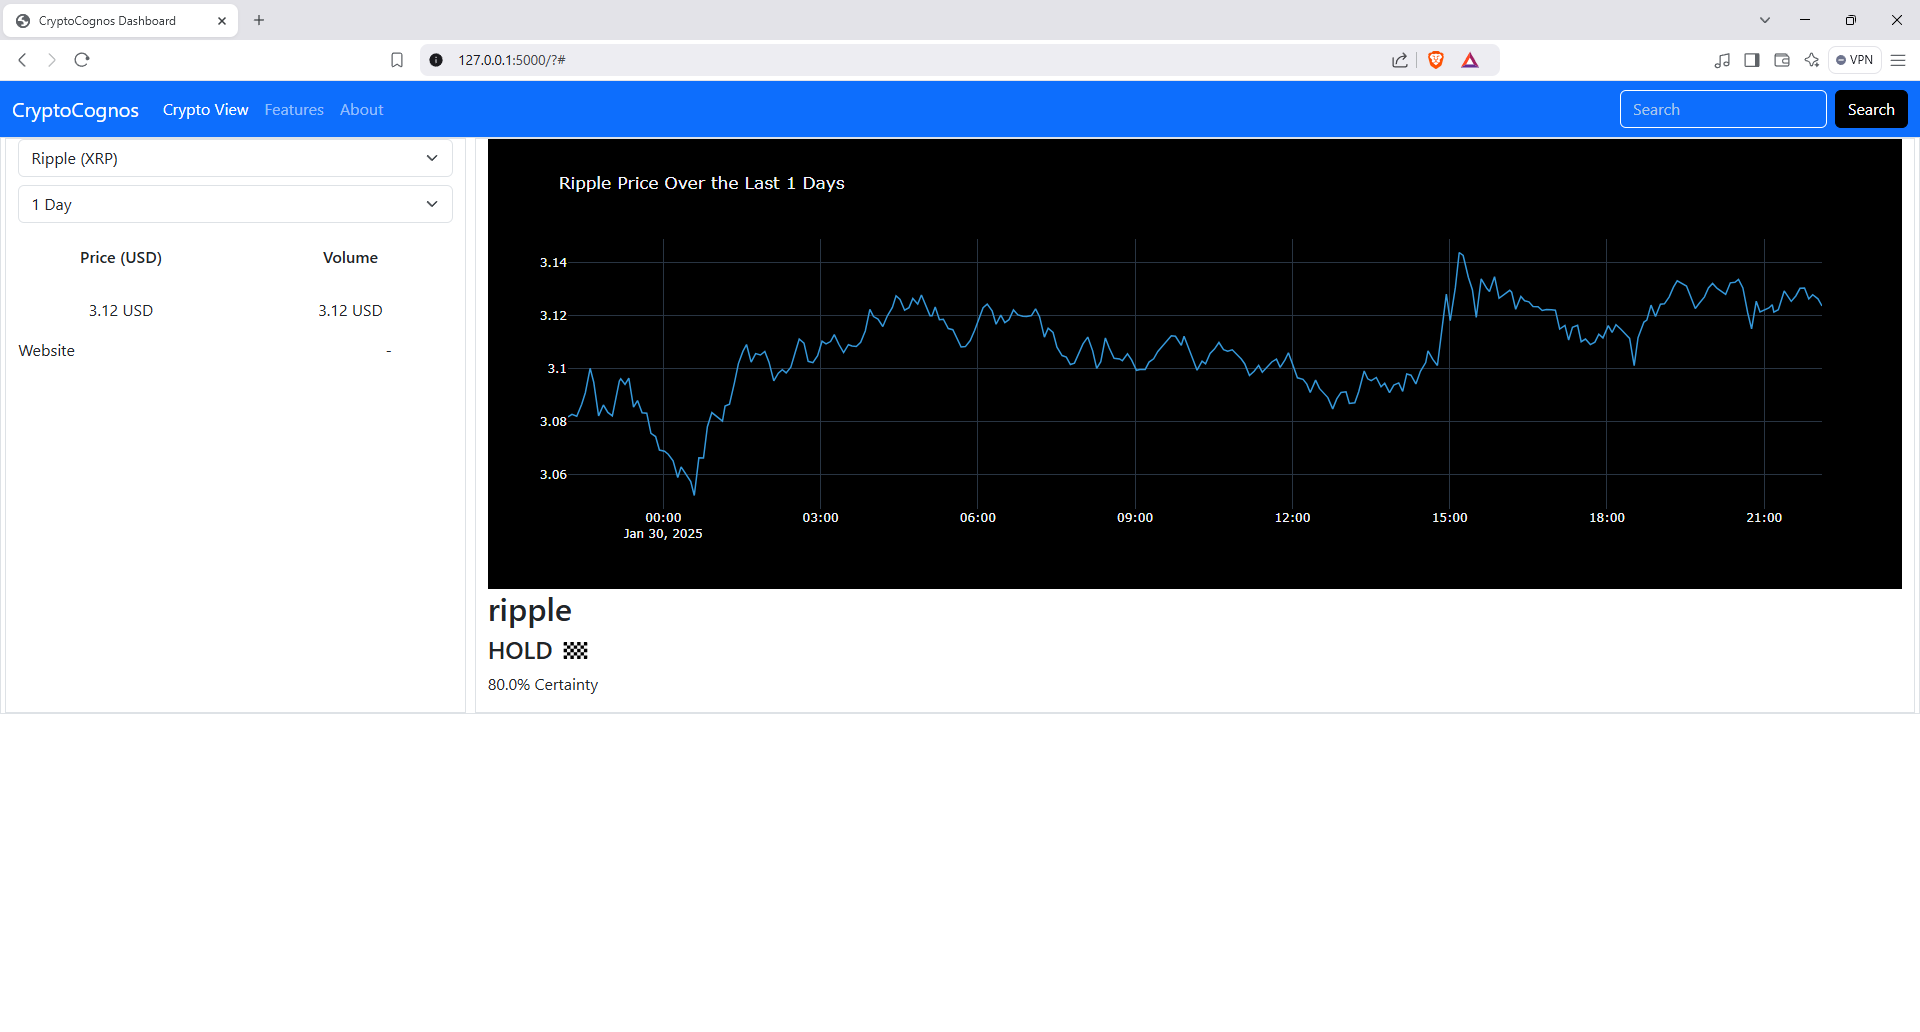 CryptoCognos Dashboard
127.0.0.1:5000/?#
VPN
CryptoCognos Crypto View Features About Search Search
Ripple (XRP)
1 Day
Price (USD) Volume
3.12 USD 3.12 USD
Website -
Ripple Price Over the Last 1 Days
3.14
3.12
3.1
3.08
3.06
00:00 03:00 06:00 09:00 12:00 15:00 18:00 21:00
Jan 30, 2025
ripple
HOLD
80.0% Certainty